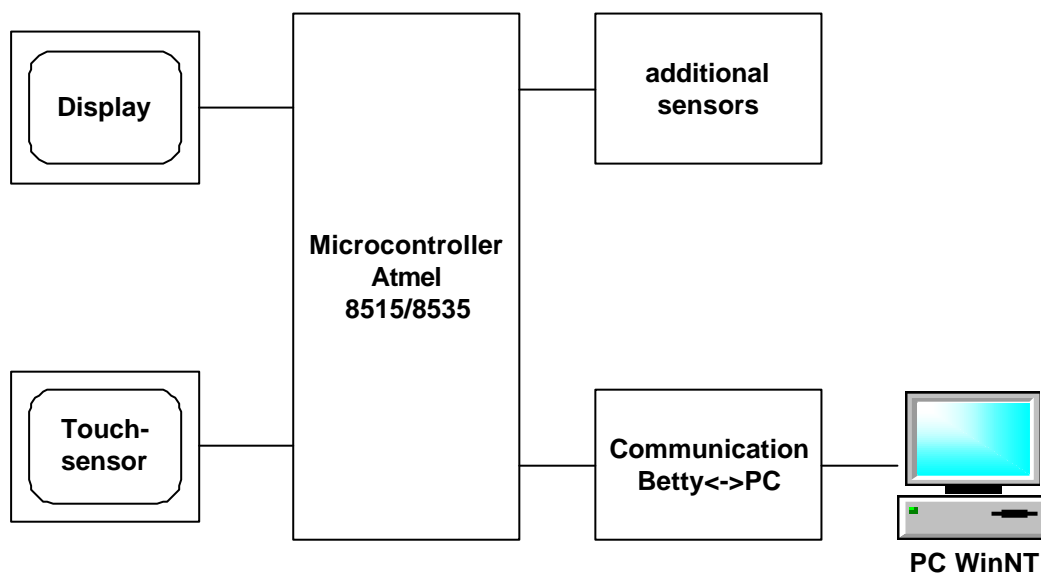 Display
additional
sensors
Microcontroller
Atmel
8515/8535
Touch-
sensor
Communication
Betty<->PC
PC WinNT